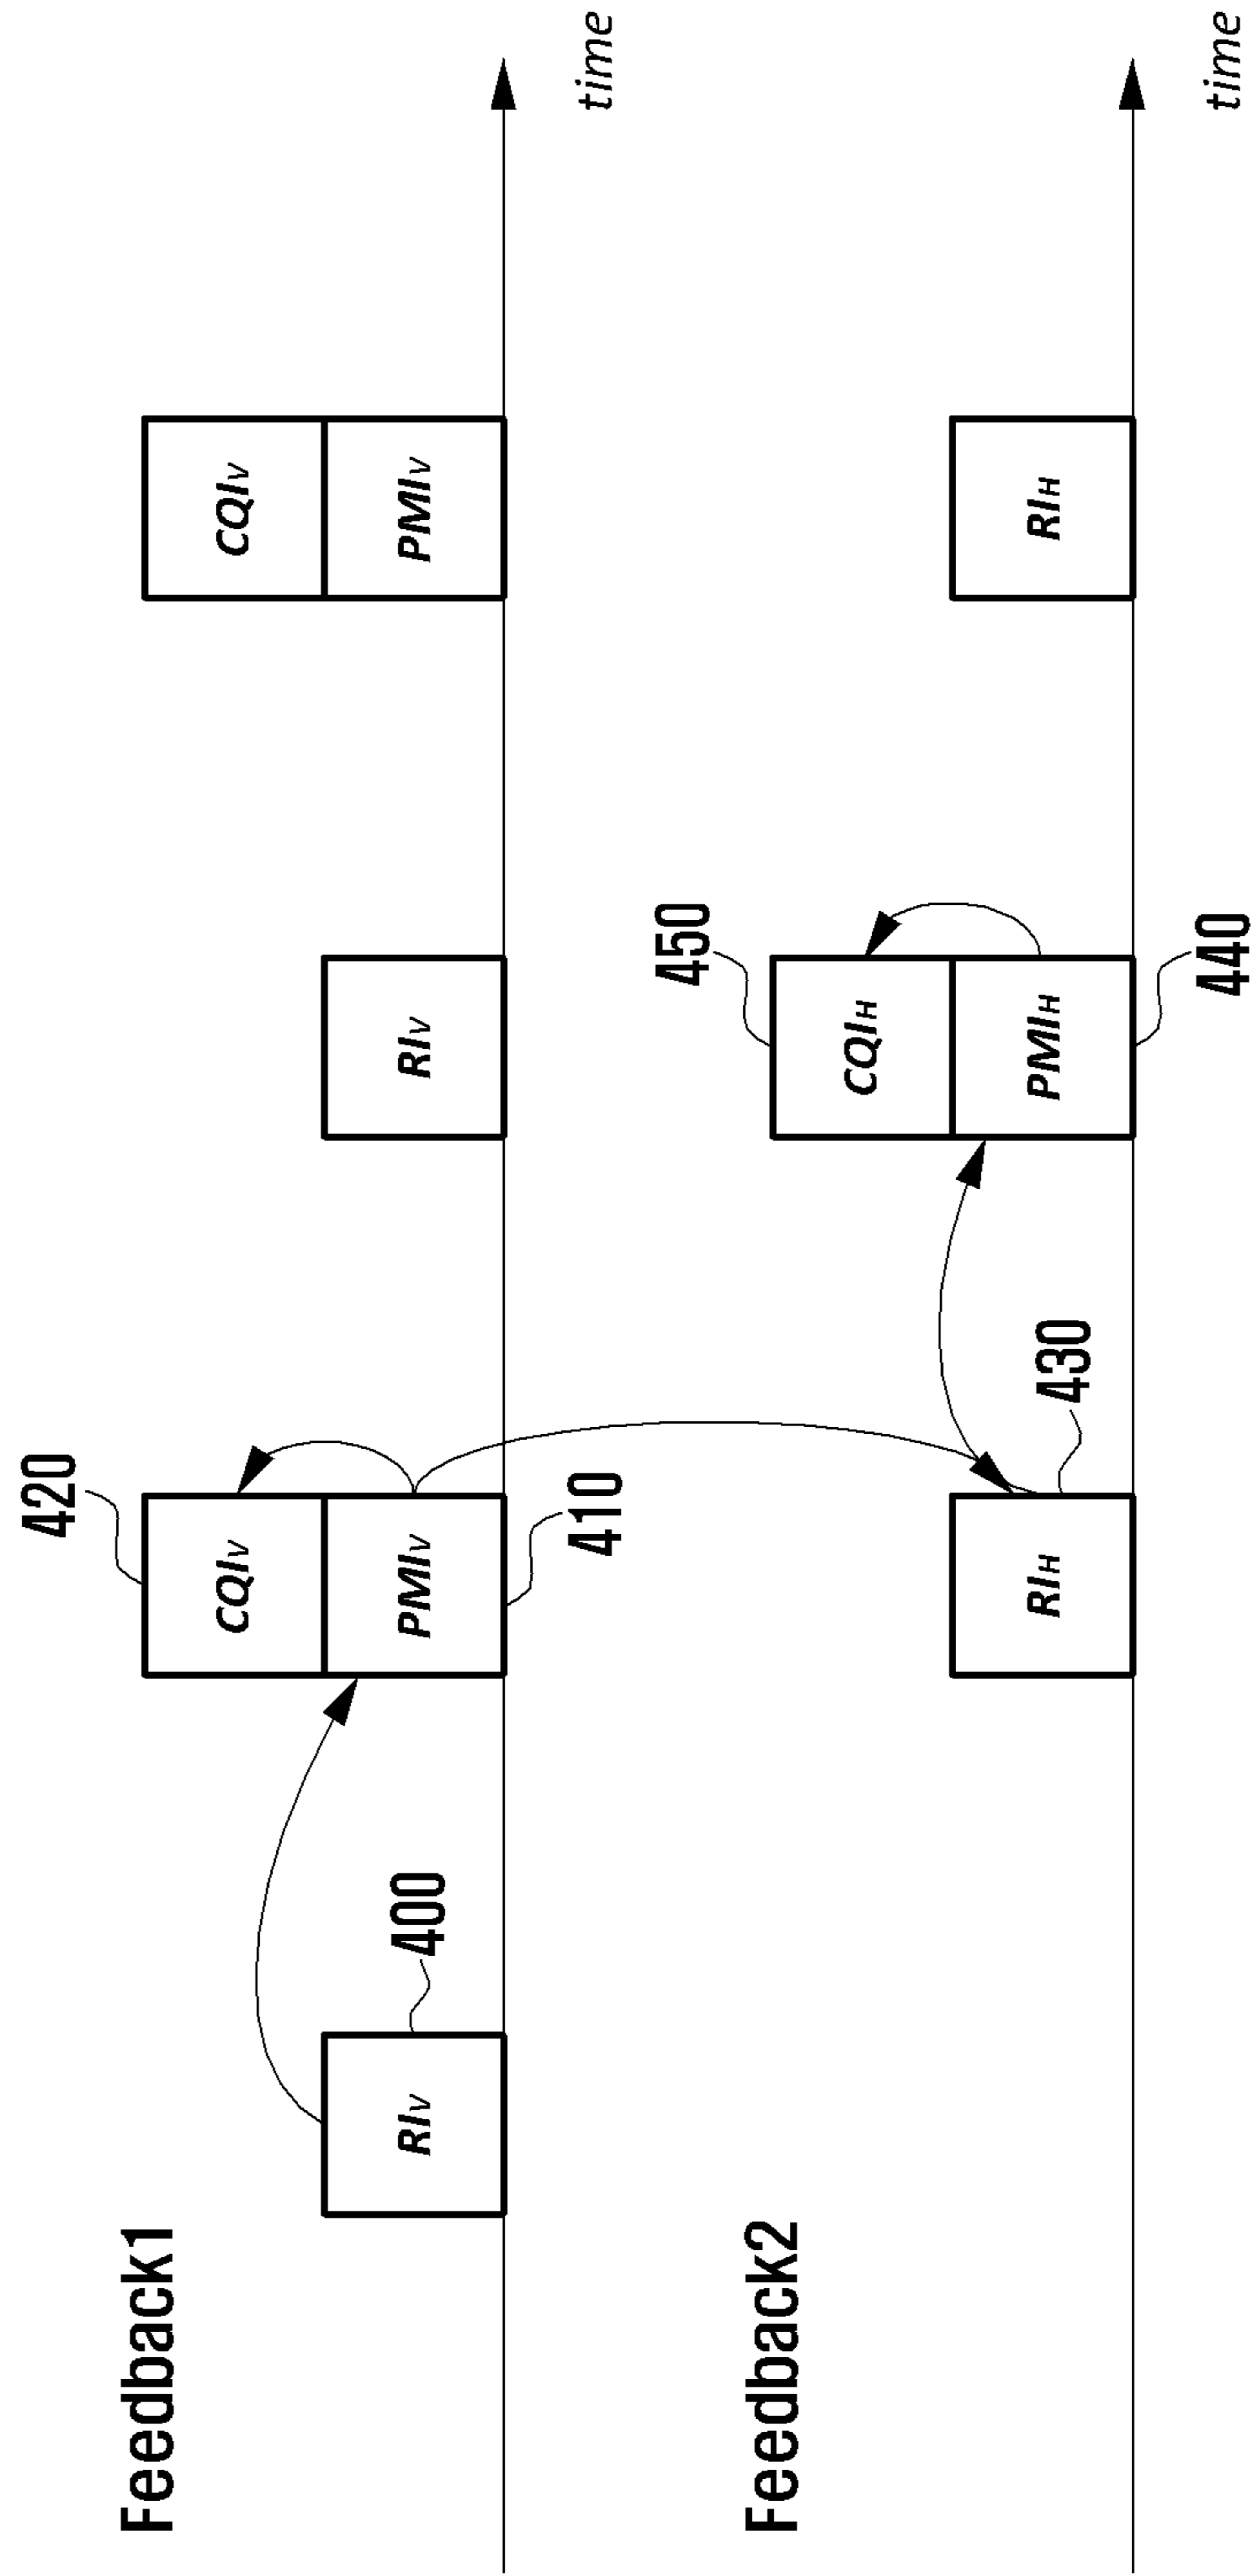 Feedback1
420
CQIV
CQIV
400
RIV
PMIV
RIV
PMIV
410
time
Feedback2
450
CQIH
430
RIH
PMIH
RIH
440
time